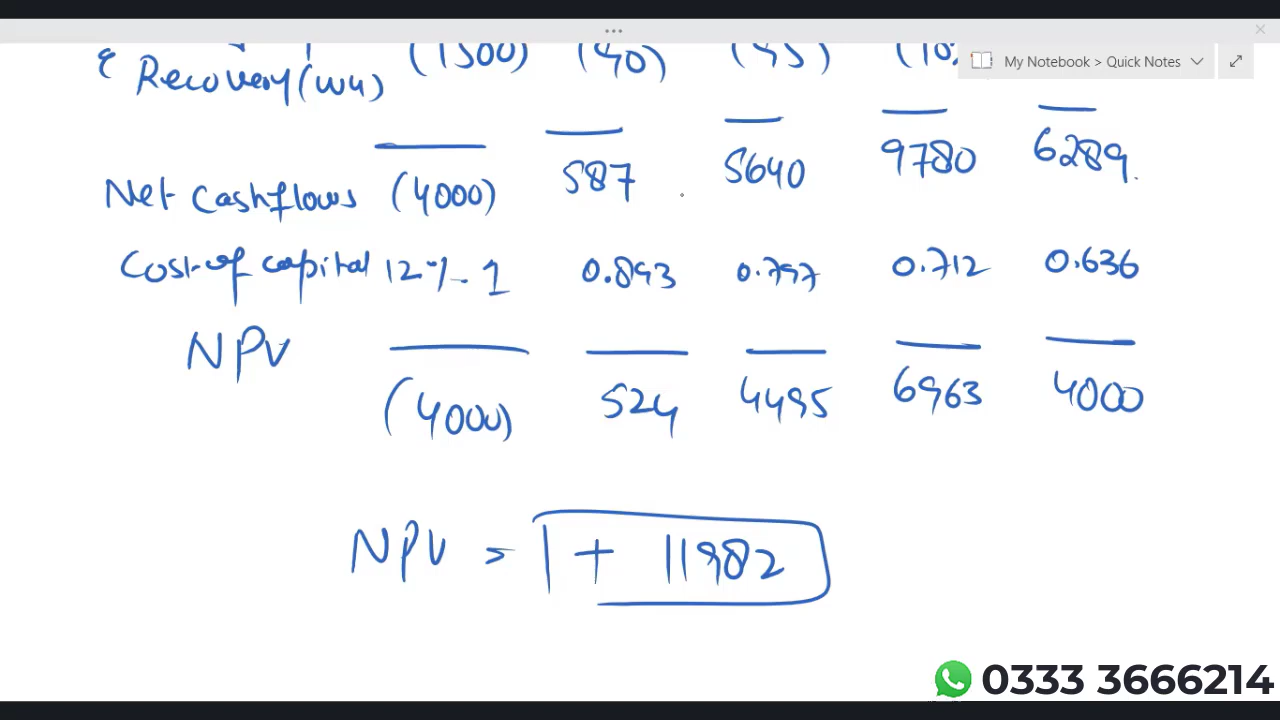 My Notebook > Quick Notes
& Recovery (W4) (1500) (40) (45)
Net Cashflows (4000) 587 5640 9780 6289
Cost of capital 12% 1 0.893 0.797 0.712 0.636
NPV
(4000) 524 4495 6963 4000
NPV = + 11982
0333 3666214